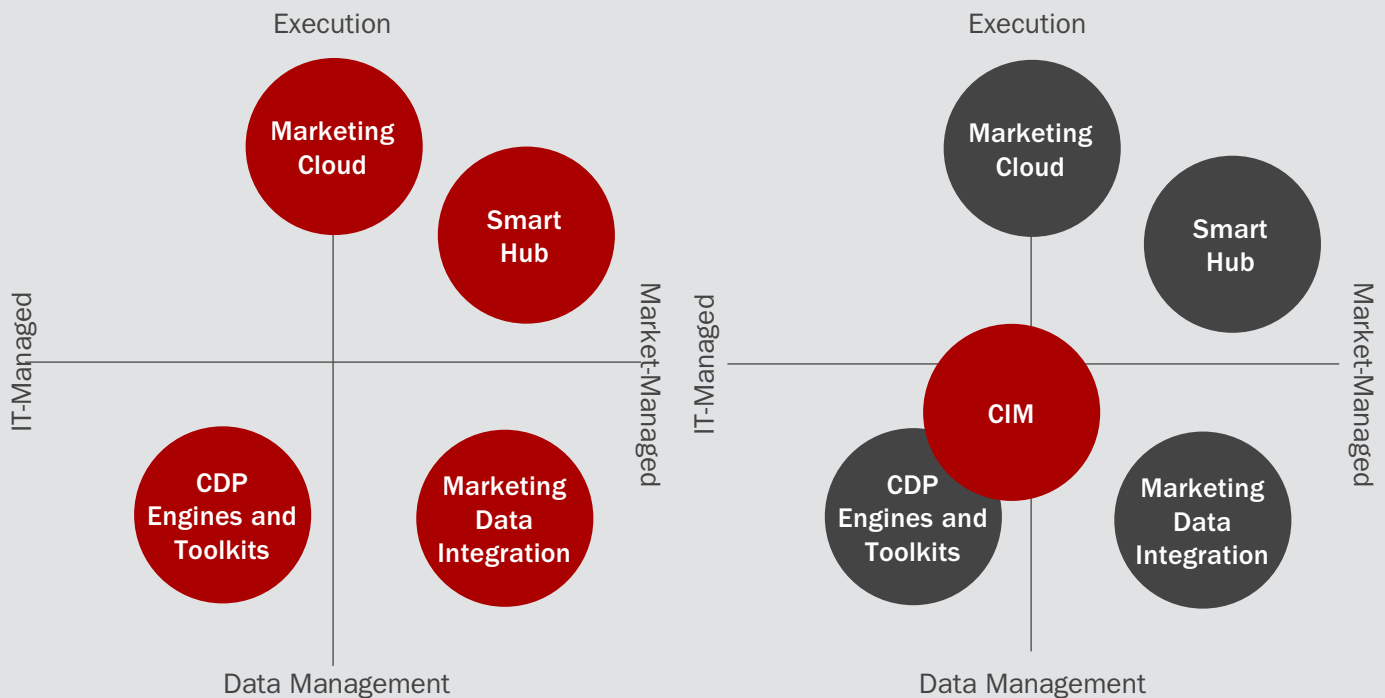 Execution
Marketing
Cloud
Smart
Hub
IT-Managed
Market-Managed
CDP
Engines and
Toolkits
Marketing
Data
Integration
Data Management
Execution
Marketing
Cloud
Smart
Hub
IT-Managed
Market-Managed
CIM
CDP
Engines and
Toolkits
Marketing
Data
Integration
Data Management